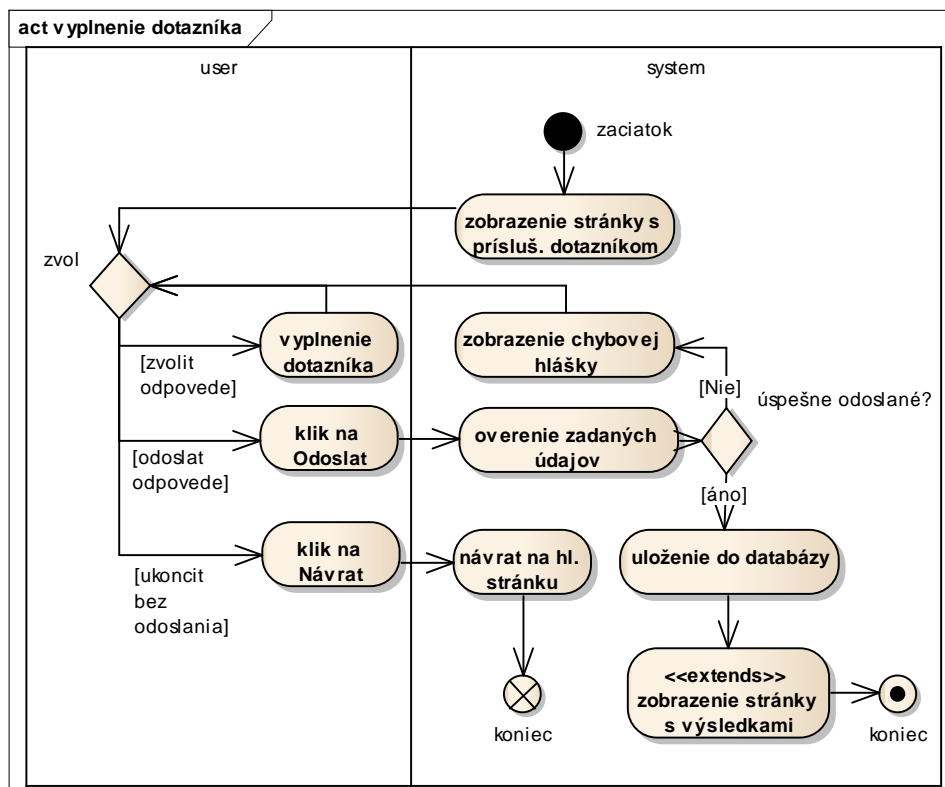 act vyplnenie dotazníka
user
system
zaciatok
zobrazenie stránky s
prísluš. dotazníkom
zvol
vyplnenie
dotazníka
[zvolit
odpovede]
zobrazenie chybovej
hlášky
[Nie]
úspešne odoslané?
klik na
Odoslat
[odoslat
odpovede]
overenie zadaných
údajov
[áno]
klik na
Návrat
[ukoncit
bez
odoslania]
návrat na hl.
stránku
uloženie do databázy
<<extends>>
zobrazenie stránky
s výsledkami
koniec
koniec